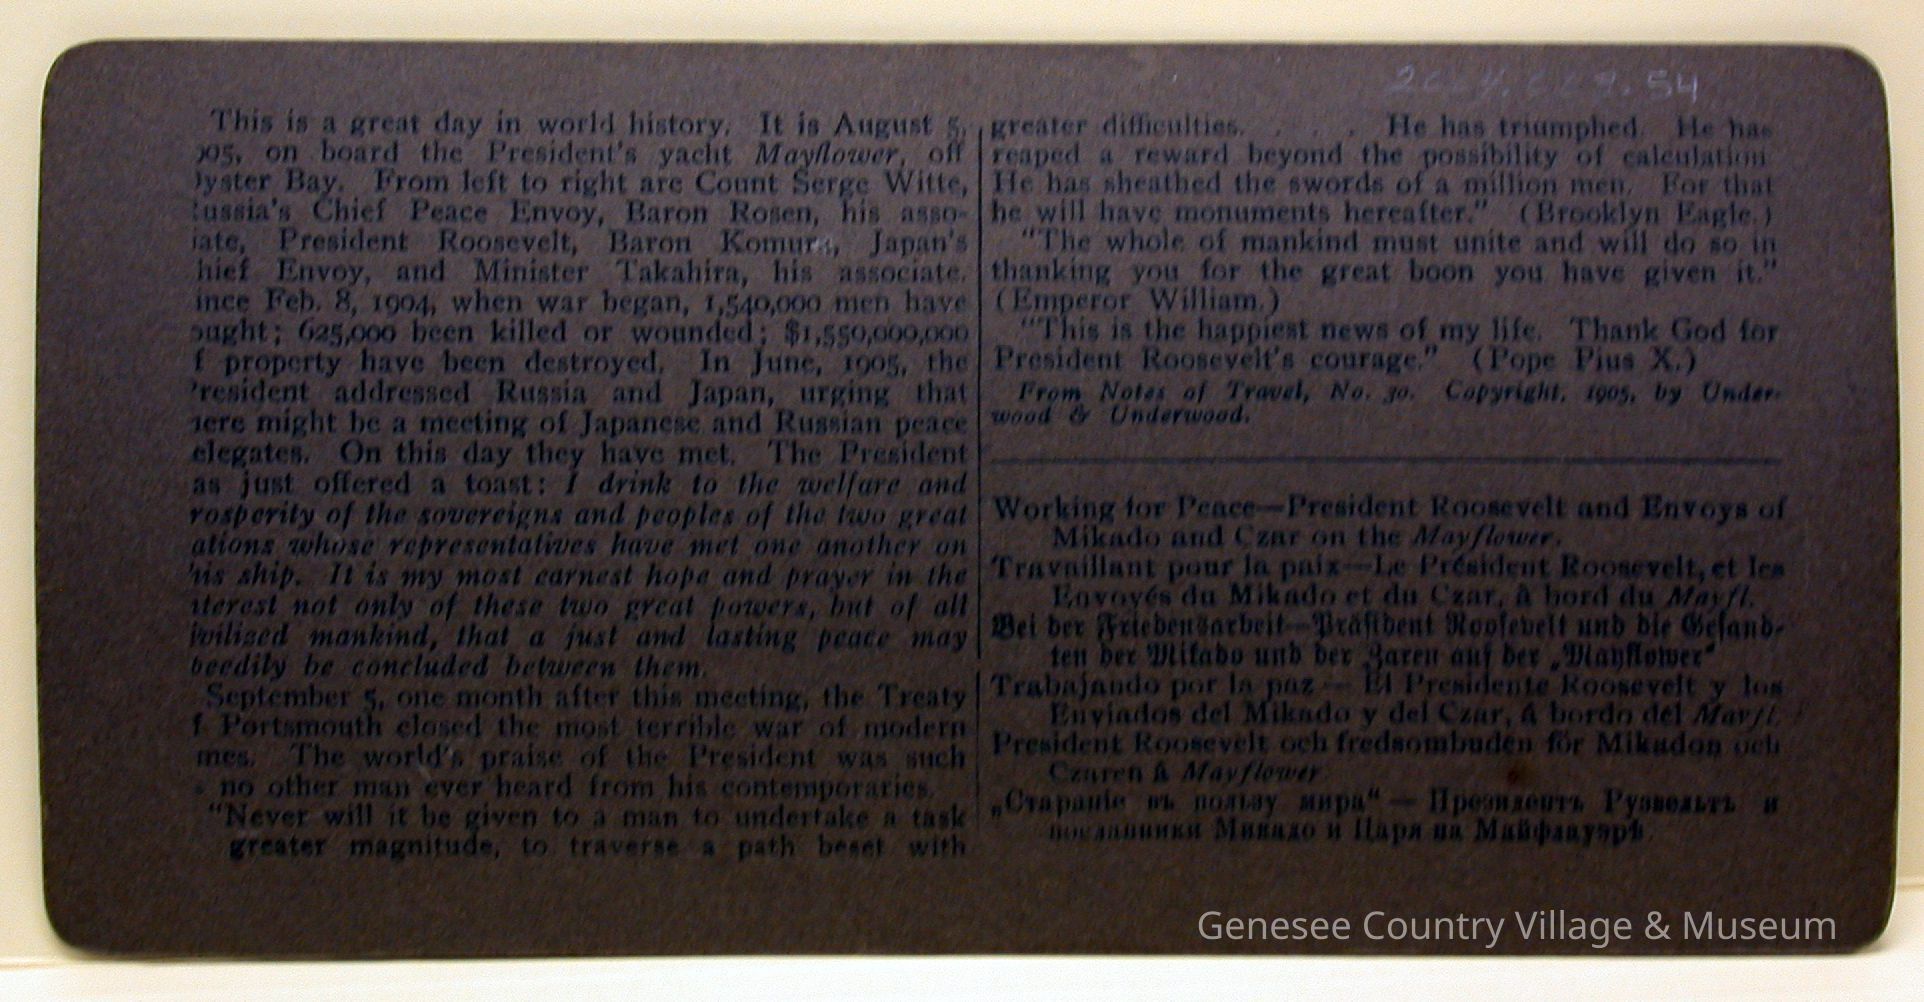 This is a great day in world history. It is August 5,
905, on board the President's yacht Mayflower, off
Oyster Bay. From left to right are Count Serge Witte,
Russia's Chief Peace Envoy, Baron Rosen, his asso-
iate, President Roosevelt, Baron Komura, Japan's
hief Envoy, and Minister Takahira, his associate.
ince Feb. 8, 1904, when war began, 1,540,000 men have
ought; 625,000 been killed or wounded; $1,550,000,000
f property have been destroyed. In June, 1905, the
President addressed Russia and Japan, urging that
here might be a meeting of Japanese and Russian peace
elegates. On this day they have met. The President
as just offered a toast: I drink to the welfare and
rosperity of the sovereigns and peoples of the two great
ations whose representatives have met one another on
his ship. It is my most earnest hope and prayer in the
nterest not only of these two great powers, but of all
ivilized mankind, that a just and lasting peace may
peedily be concluded between them.
September 5, one month after this meeting, the Treaty
f Portsmouth closed the most terrible war of modern
mes. The world's praise of the President was such
s no other man ever heard from his contemporaries.
"Never will it be given to a man to undertake a task
greater magnitude, to traverse a path beset with
greater difficulties. . . . . He has triumphed. He has
reaped a reward beyond the possibility of calculation
He has sheathed the swords of a million men. For that
he will have monuments hereafter." (Brooklyn Eagle.)
"The whole of mankind must unite and will do so in
thanking you for the great boon you have given it."
(Emperor William.)
"This is the happiest news of my life. Thank God for
President Roosevelt's courage." (Pope Pius X.)
From Notes of Travel, No. 30. Copyright, 1905, by Under-
wood & Underwood.
Working for Peace—President Roosevelt and Envoys of
Mikado and Czar on the Mayflower.
Travaillant pour la paix—Le Président Roosevelt, et les
Envoyés du Mikado et du Czar, à bord du Mayfl.
Bei der Friedensarbeit—Präsident Roosevelt und die Gesand-
ten der Mikado und der Zaren auf der „Mayflower"
Trabajando por la paz — El Presidente Roosevelt y los
Enviados del Mikado y del Czar, á bordo del Mayfl.
President Roosevelt och fredsombuden för Mikadon och
Czaren å Mayflower.
„Стараніе въ пользу мира" — Президентъ Рузвельтъ и
посланники Микадо и Царя на Майфлауэрѣ.
Genesee Country Village & Museum